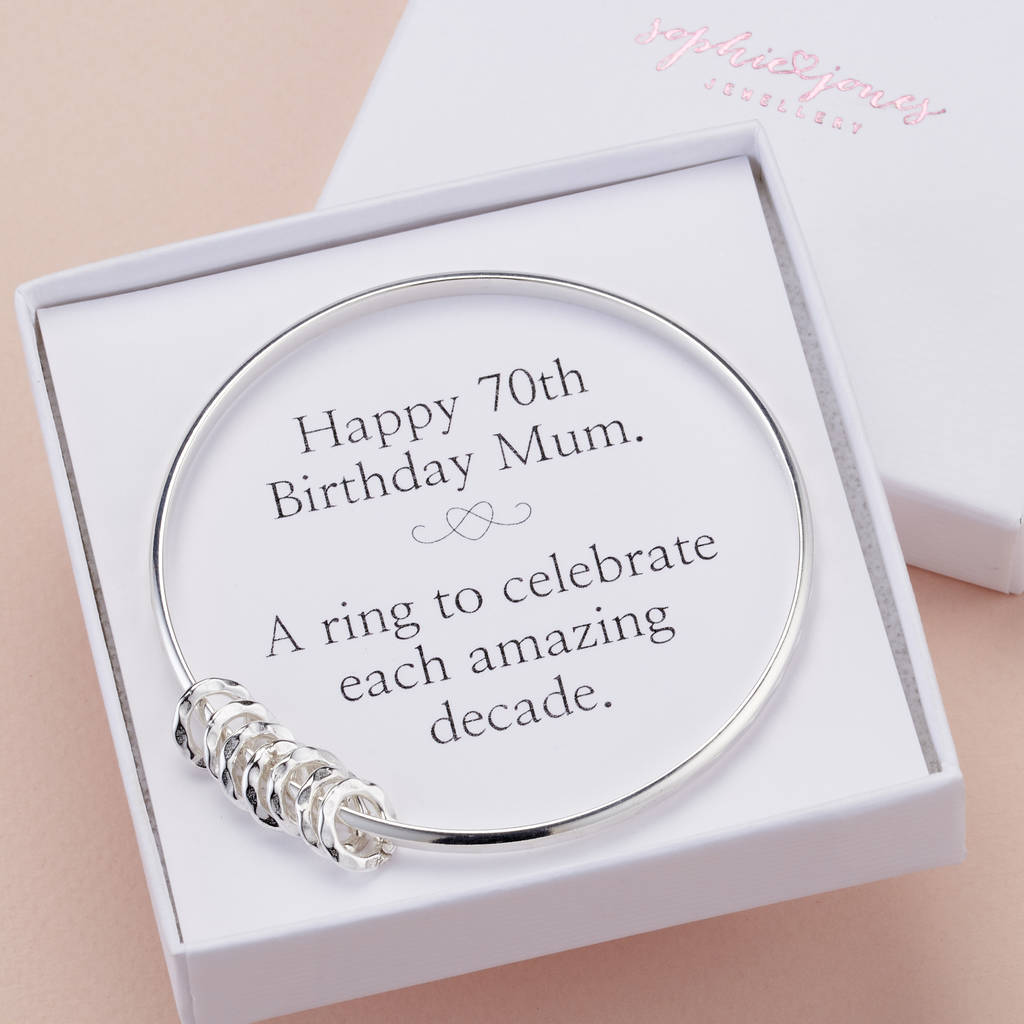 sophie jones
JEWELLERY
Happy 70th
Birthday Mum.
A ring to celebrate
each amazing
decade.